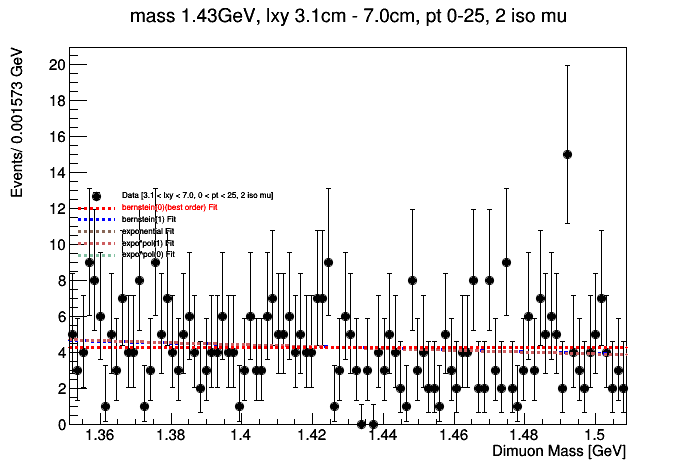 mass 1.43GeV, lxy 3.1cm - 7.0cm, pt 0-25, 2 iso mu
Events/ 0.001573 GeV
20
18
16
14
12
10
8
6
4
2
0
Data [3.1 < lxy < 7.0, 0 < pt < 25, 2 iso mu]
bernstein(0)(best order) Fit
bernstein(1) Fit
exponential Fit
expo*pol(1) Fit
expo*pol(0) Fit
1.36 1.38 1.4 1.42 1.44 1.46 1.48 1.5
Dimuon Mass [GeV]